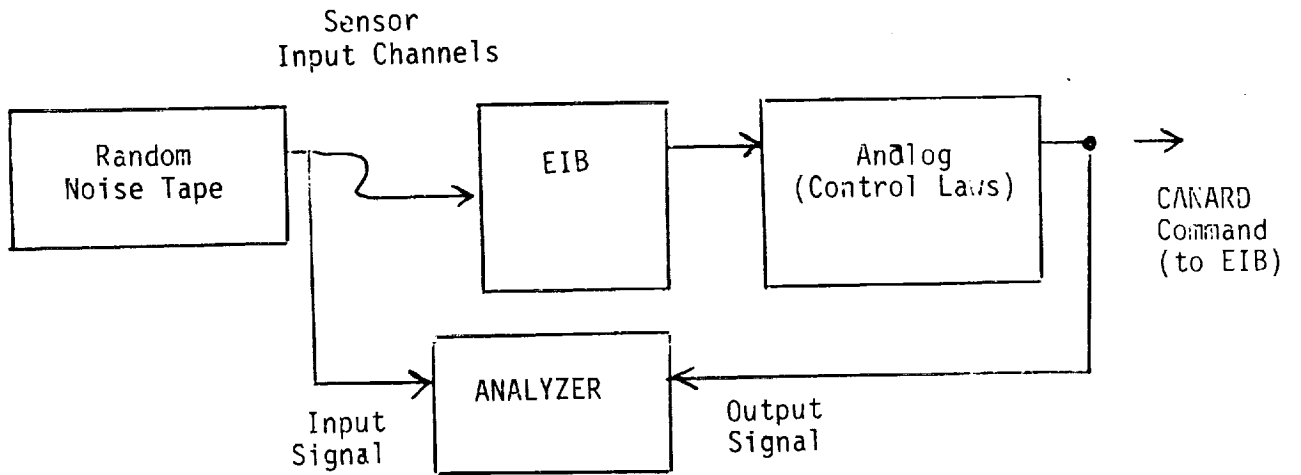 Sensor
Input Channels
Random
Noise Tape
EIB
Analog
(Control Laws)
CANARD
Command
(to EIB)
ANALYZER
Input
Signal
Output
Signal